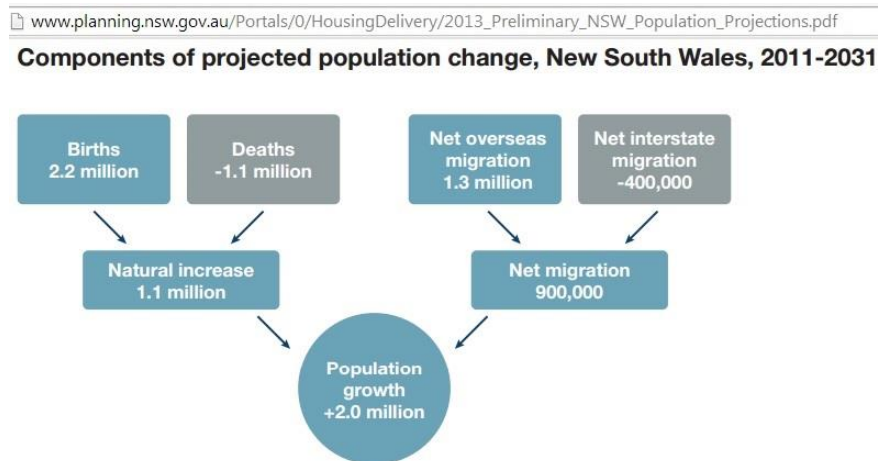 www.planning.nsw.gov.au/Portals/0/HousingDelivery/2013_Preliminary_NSW_Population_Projections.pdf
Components of projected population change, New South Wales, 2011-2031
Births
2.2 million
Deaths
-1.1 million
Net overseas
migration
1.3 million
Net interstate
migration
-400,000
Natural increase
1.1 million
Net migration
900,000
Population
growth
+2.0 million